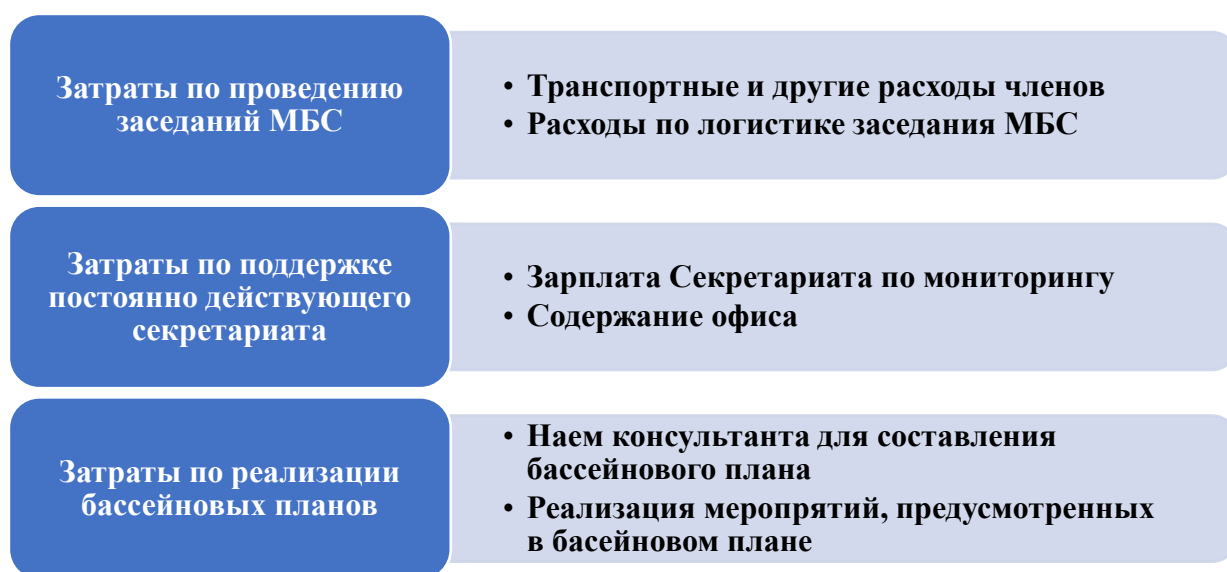 Затраты по проведению
заседаний МБС
• Транспортные и другие расходы членов
• Расходы по логистике заседания МБС
Затраты по поддержке
постоянно действующего
секретариата
• Зарплата Секретариата по мониторингу
• Содержание офиса
Затраты по реализации
бассейновых планов
• Наем консультанта для составления
бассейнового плана
• Реализация меропрятий, предусмотренных
в басейновом плане